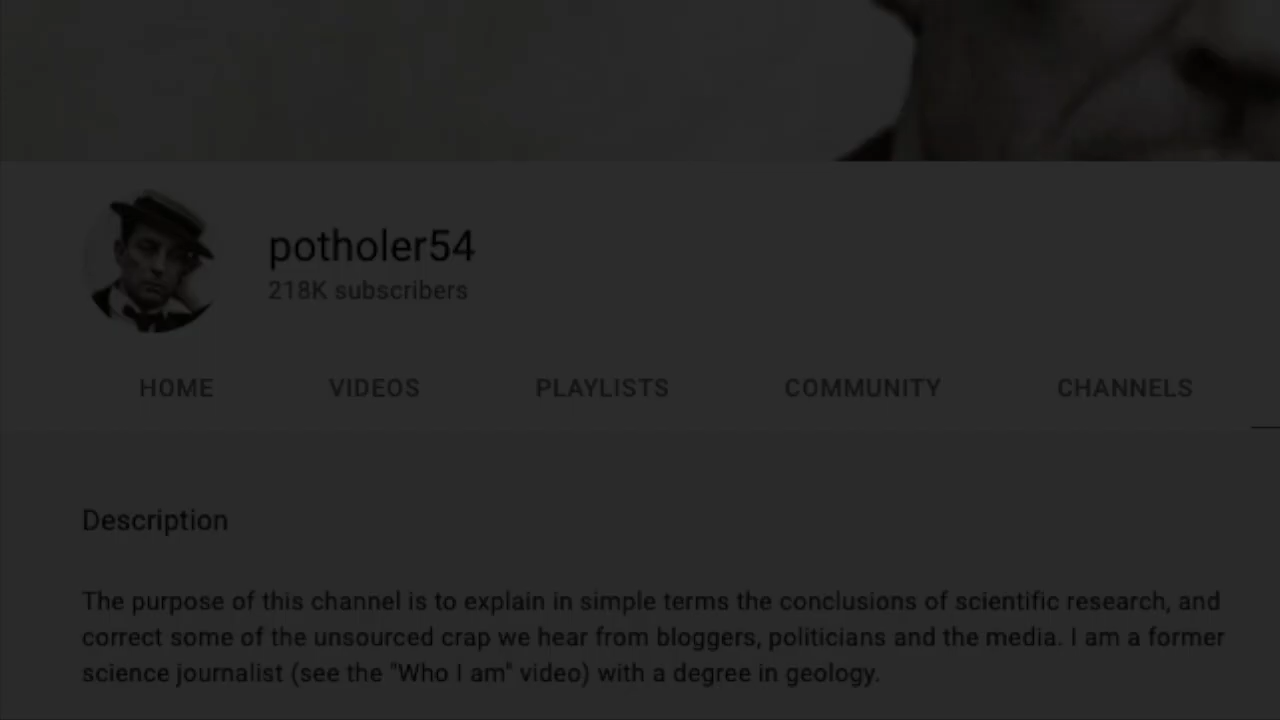 potholer54
218K subscribers
HOME VIDEOS PLAYLISTS COMMUNITY CHANNELS
Description
The purpose of this channel is to explain in simple terms the conclusions of scientific research, and
correct some of the unsourced crap we hear from bloggers, politicians and the media. I am a former
science journalist (see the "Who I am" video) with a degree in geology.